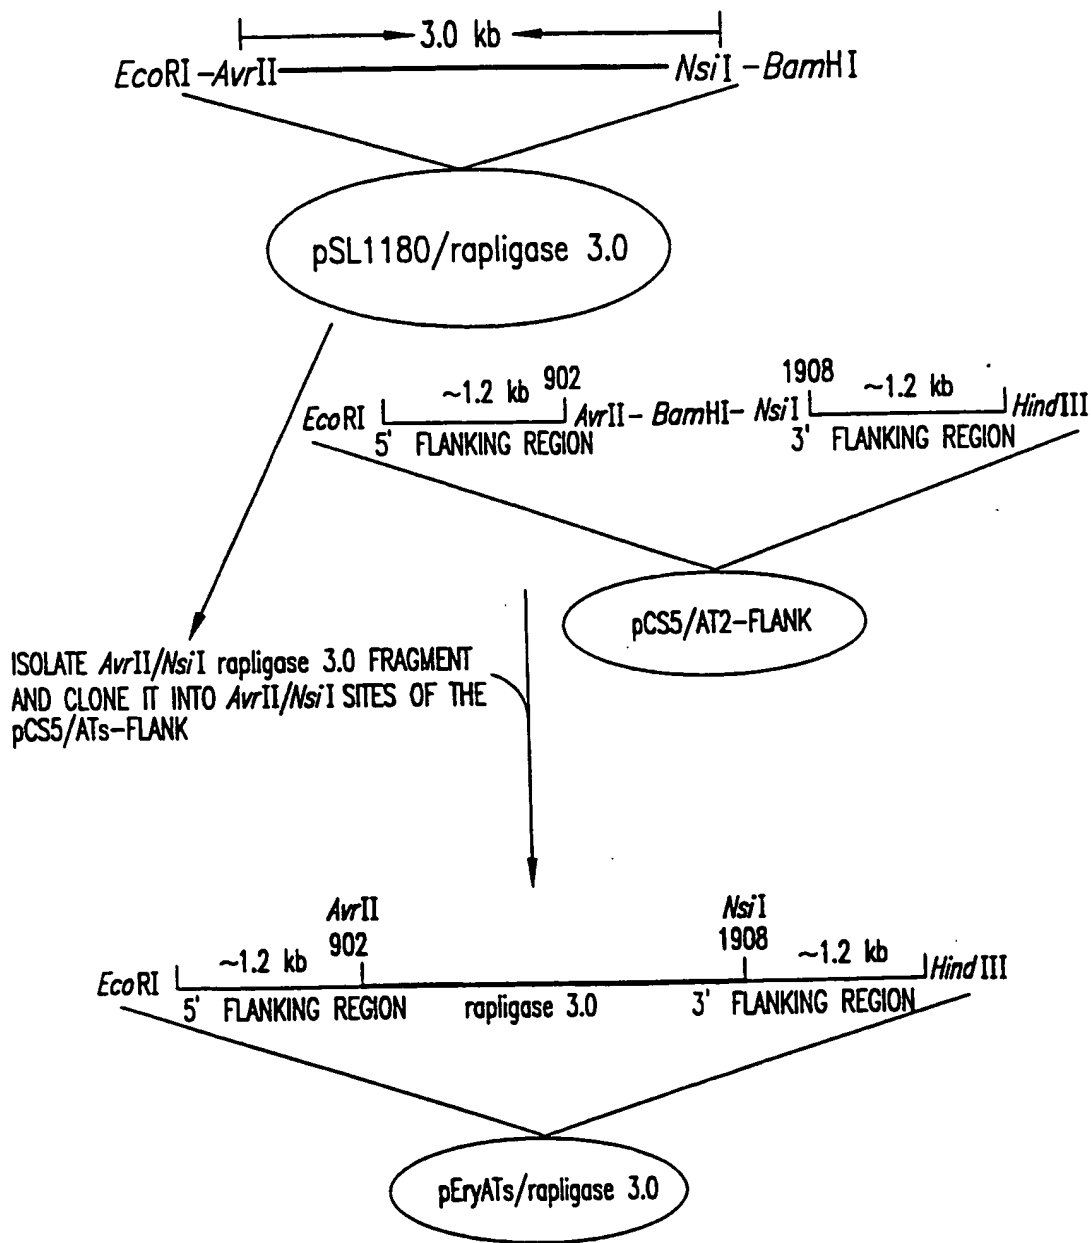 3.0 kb
EcoRI-AvrII NsiI-BamHI
pSL1180/rapligase 3.0
~1.2 kb 902 1908 ~1.2 kb
EcoRI AvrII-BamHI-NsiI HindIII
5' FLANKING REGION 3' FLANKING REGION
pCS5/AT2-FLANK
ISOLATE AvrII/NsiI rapligase 3.0 FRAGMENT
AND CLONE IT INTO AvrII/NsiI SITES OF THE
pCS5/ATs-FLANK
AvrII NsiI
902 1908
~1.2 kb ~1.2 kb
EcoRI HindIII
5' FLANKING REGION rapligase 3.0 3' FLANKING REGION
pEryATs/rapligase 3.0